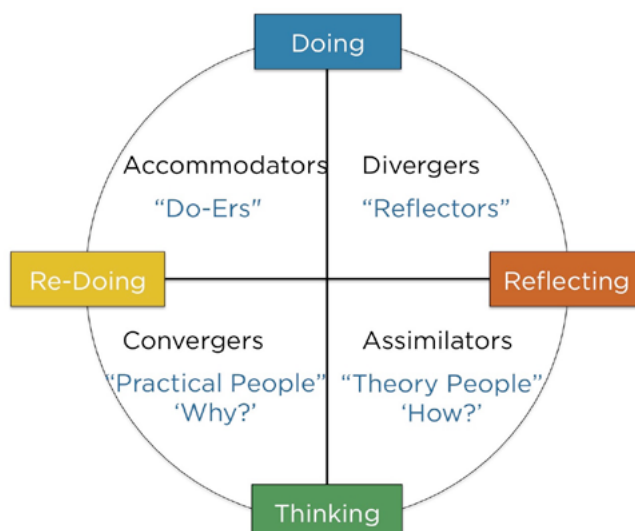 Doing
Accommodators
“Do-Ers"
Divergers
“Reflectors”
Re-Doing
Reflecting
Convergers
“Practical People”
‘Why?’
Assimilators
“Theory People”
‘How?’
Thinking